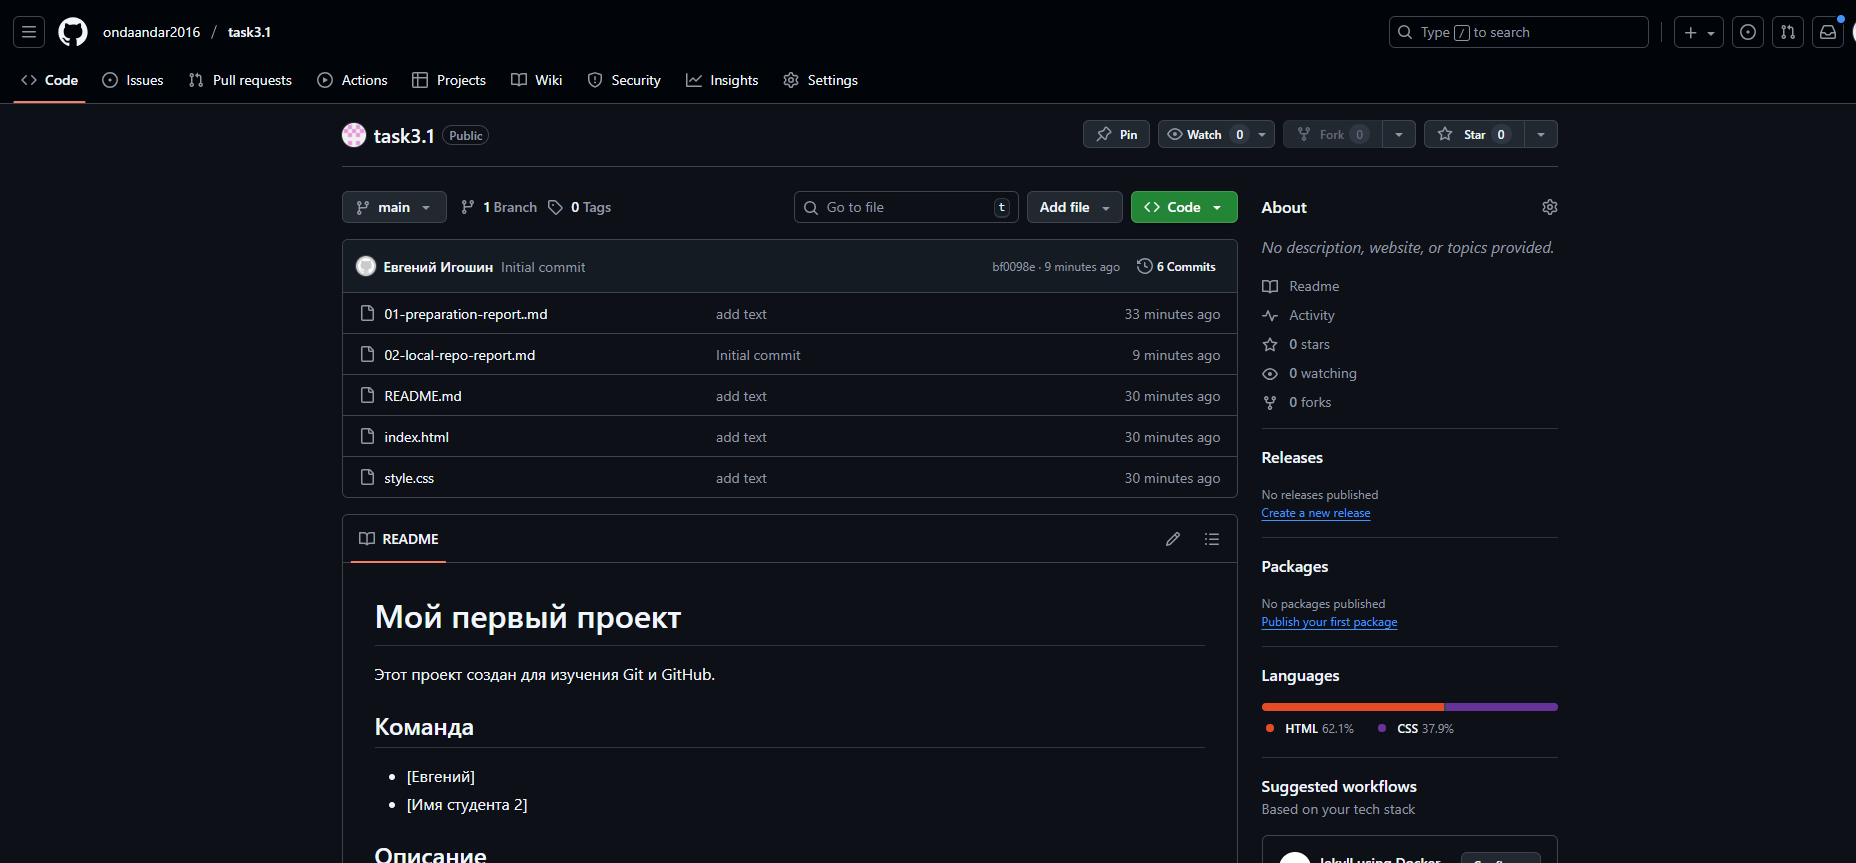 ondaandar2016 / task3.1
Type / to search
Code Issues Pull requests Actions Projects Wiki Security Insights Settings
task3.1 Public
Pin Watch 0 Fork 0 Star 0
main 1 Branch 0 Tags Go to file t Add file Code
Евгений Игошин Initial commit bf0098e · 9 minutes ago 6 Commits
01-preparation-report..md add text 33 minutes ago
02-local-repo-report.md Initial commit 9 minutes ago
README.md add text 30 minutes ago
index.html add text 30 minutes ago
style.css add text 30 minutes ago
README
Мой первый проект
Этот проект создан для изучения Git и GitHub.
Команда
[Евгений]
[Имя студента 2]
Описание
About
No description, website, or topics provided.
Readme
Activity
0 stars
0 watching
0 forks
Releases
No releases published
Create a new release
Packages
No packages published
Publish your first package
Languages
HTML 62.1% CSS 37.9%
Suggested workflows
Based on your tech stack
Jekyll using Docker